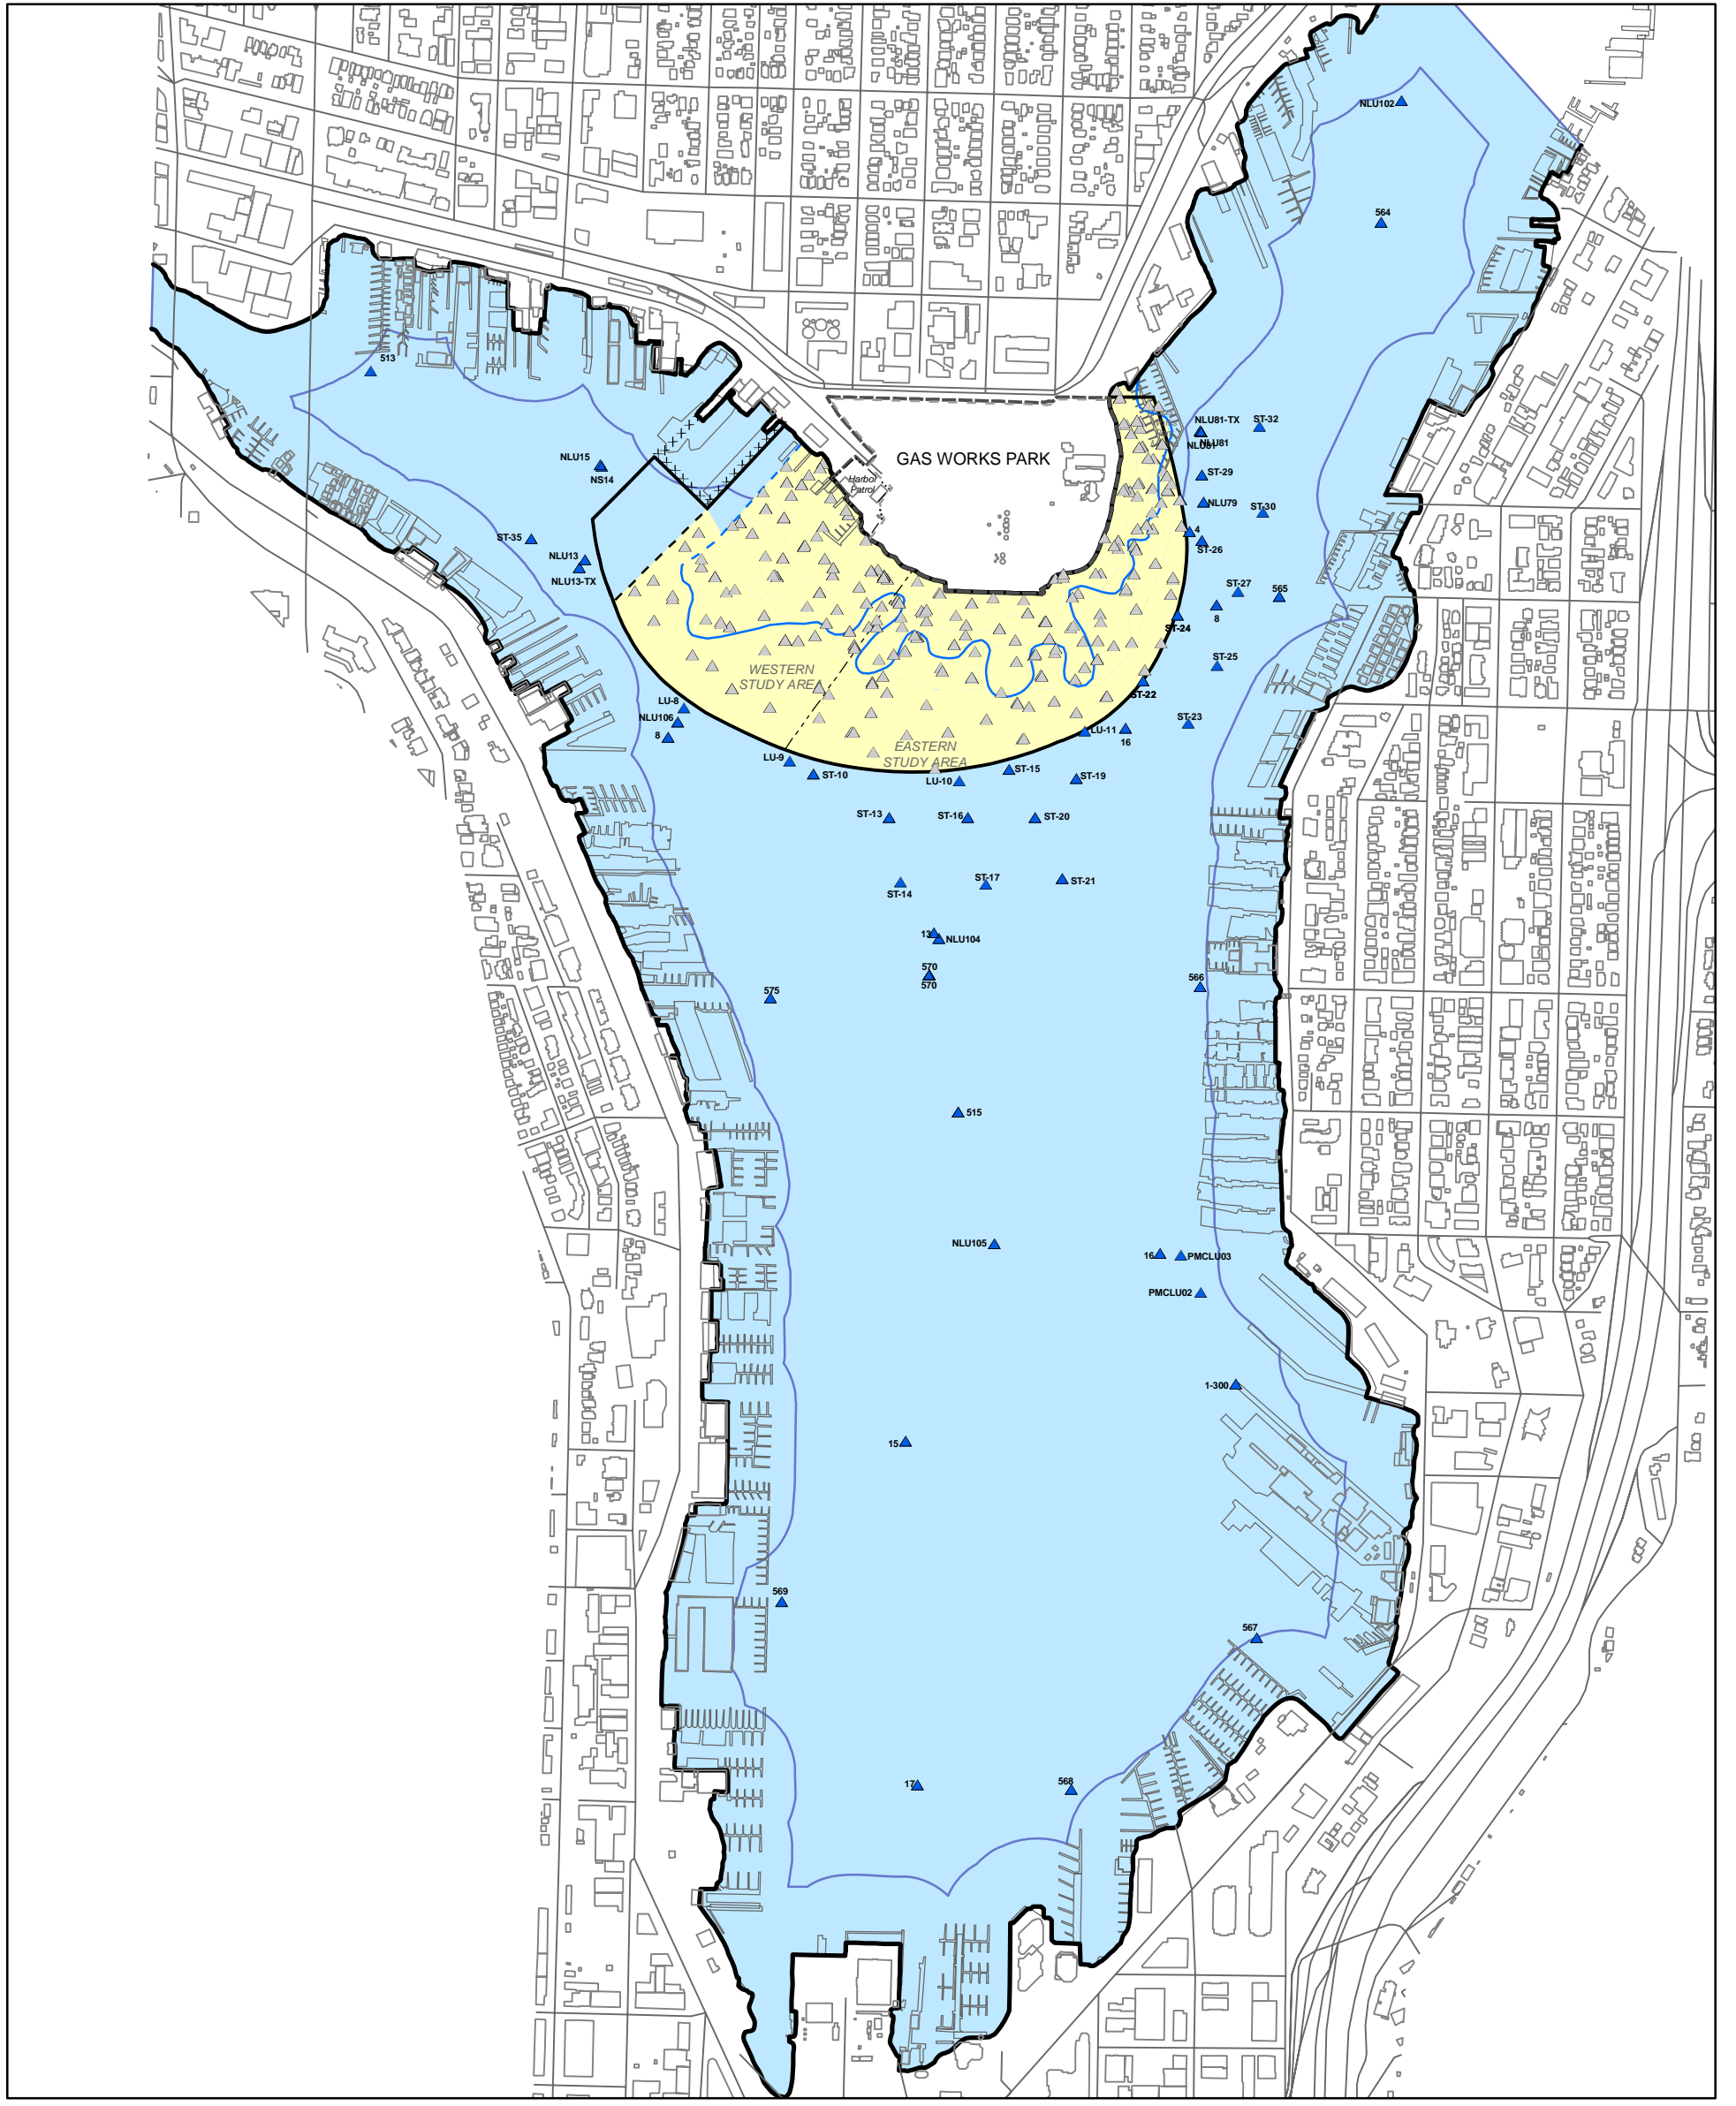 NLU102
564
513
NLU81-TX
ST-32
NLU81
GAS WORKS PARK
NLU15
NS14
Harbor
Patrol
ST-29
NLU79
ST-30
4
ST-26
ST-35
NLU13
NLU13-TX
ST-27
565
8
ST-24
ST-25
WESTERN
STUDY AREA
ST-22
LU-8
NLU106
8
ST-23
LU-11
16
EASTERN
STUDY AREA
LU-9
ST-10
LU-10
ST-15
ST-19
ST-13
ST-16
ST-20
ST-14
ST-17
ST-21
13
NLU104
570
570
575
566
515
NLU105
16
PMCLU03
PMCLU02
1-300
15
569
567
17
568